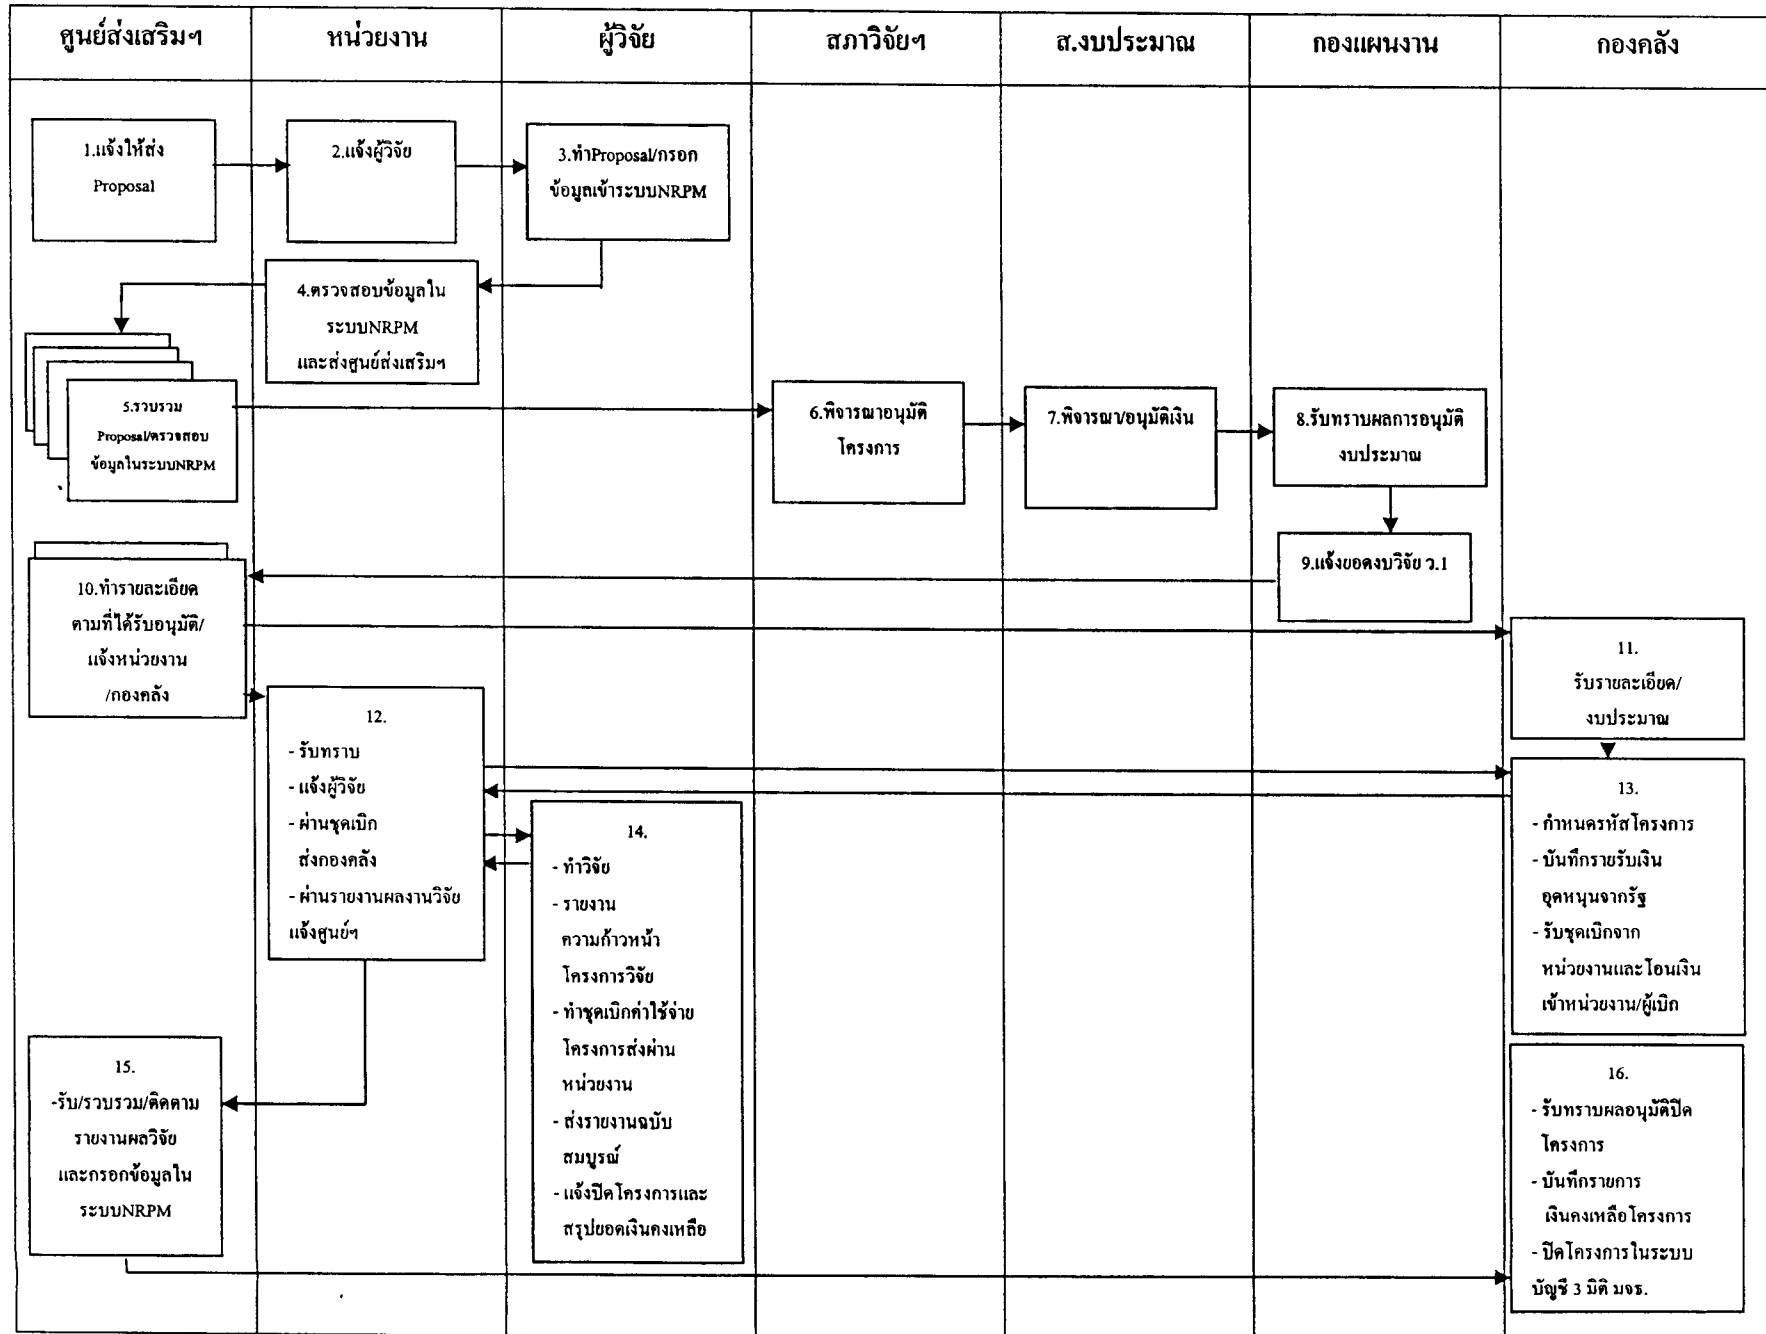 ศูนย์ส่งเสริมฯ
หน่วยงาน
ผู้วิจัย
สภาวิจัยฯ
ส.งบประมาณ
กองแผนงาน
กองคลัง
1.แจ้งให้ส่ง
Proposal
2.แจ้งผู้วิจัย
3.ทำProposal/กรอก
ข้อมูลเข้าระบบNRPM
4.ตรวจสอบข้อมูลใน
ระบบNRPM
และส่งศูนย์ส่งเสริมฯ
5.รวบรวม
Proposal/ตรวจสอบ
ข้อมูลในระบบNRPM
6.พิจารณาอนุมัติ
โครงการ
7.พิจารณา/อนุมัติเงิน
8.รับทราบผลการอนุมัติ
งบประมาณ
9.แจ้งยอดงบวิจัย ว.1
10.ทำรายละเอียด
ตามที่ได้รับอนุมัติ/
แจ้งหน่วยงาน
/กองคลัง
11.
รับรายละเอียด/
งบประมาณ
12.
- รับทราบ
- แจ้งผู้วิจัย
- ผ่านชุดเบิก
ส่งกองคลัง
- ผ่านรายงานผลงานวิจัย
แจ้งศูนย์ฯ
13.
- กำหนดรหัสโครงการ
- บันทึกรายรับเงิน
อุดหนุนจากรัฐ
- รับชุดเบิกจาก
หน่วยงานและโอนเงิน
เข้าหน่วยงาน/ผู้เบิก
14.
- ทำวิจัย
- รายงาน
ความก้าวหน้า
โครงการวิจัย
- ทำชุดเบิกค่าใช้จ่าย
โครงการส่งผ่าน
หน่วยงาน
- ส่งรายงานฉบับ
สมบูรณ์
- แจ้งปิดโครงการและ
สรุปยอดเงินคงเหลือ
15.
-รับ/รวบรวม/ติดตาม
รายงานผลวิจัย
และกรอกข้อมูลใน
ระบบNRPM
16.
- รับทราบผลอนุมัติปิด
โครงการ
- บันทึกรายการ
เงินคงเหลือโครงการ
- ปิดโครงการในระบบ
บัญชี 3 มิติ มจธ.